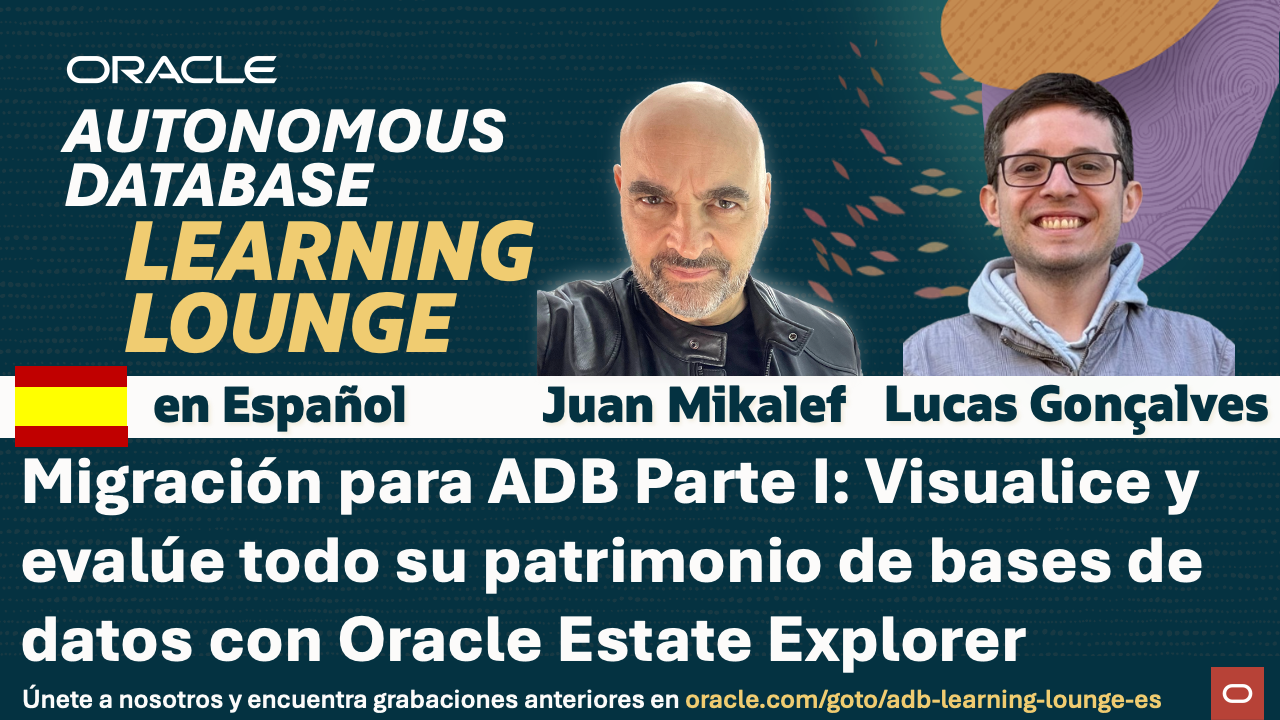 ORACLE
AUTONOMOUS
DATABASE
LEARNING
LOUNGE
en Español
Juan Mikalef
Lucas Gonçalves
Migración para ADB Parte I: Visualice y
evalúe todo su patrimonio de bases de
datos con Oracle Estate Explorer
Únete a nosotros y encuentra grabaciones anteriores en oracle.com/goto/adb-learning-lounge-es